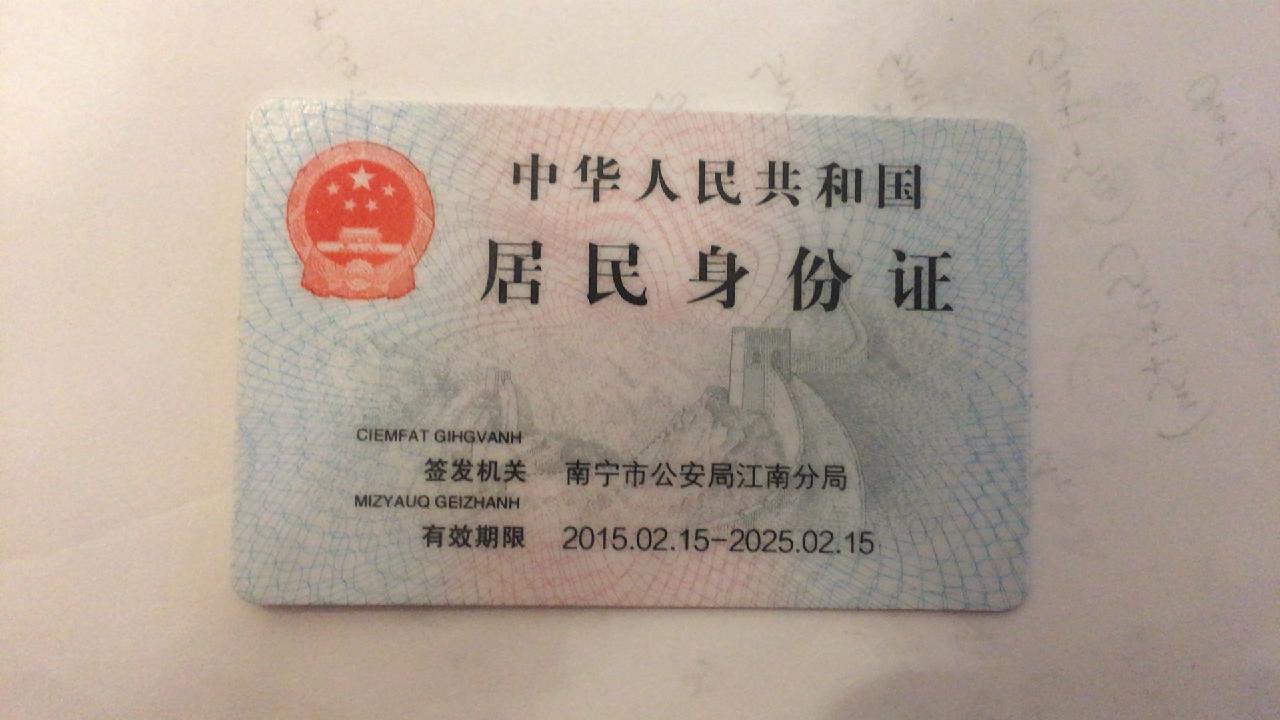 中华人民共和国
居民身份证
CIEMFAT GIHGVANH
签发机关 南宁市公安局江南分局
MIZYAUQ GEIZHANH
有效期限 2015.02.15-2025.02.15